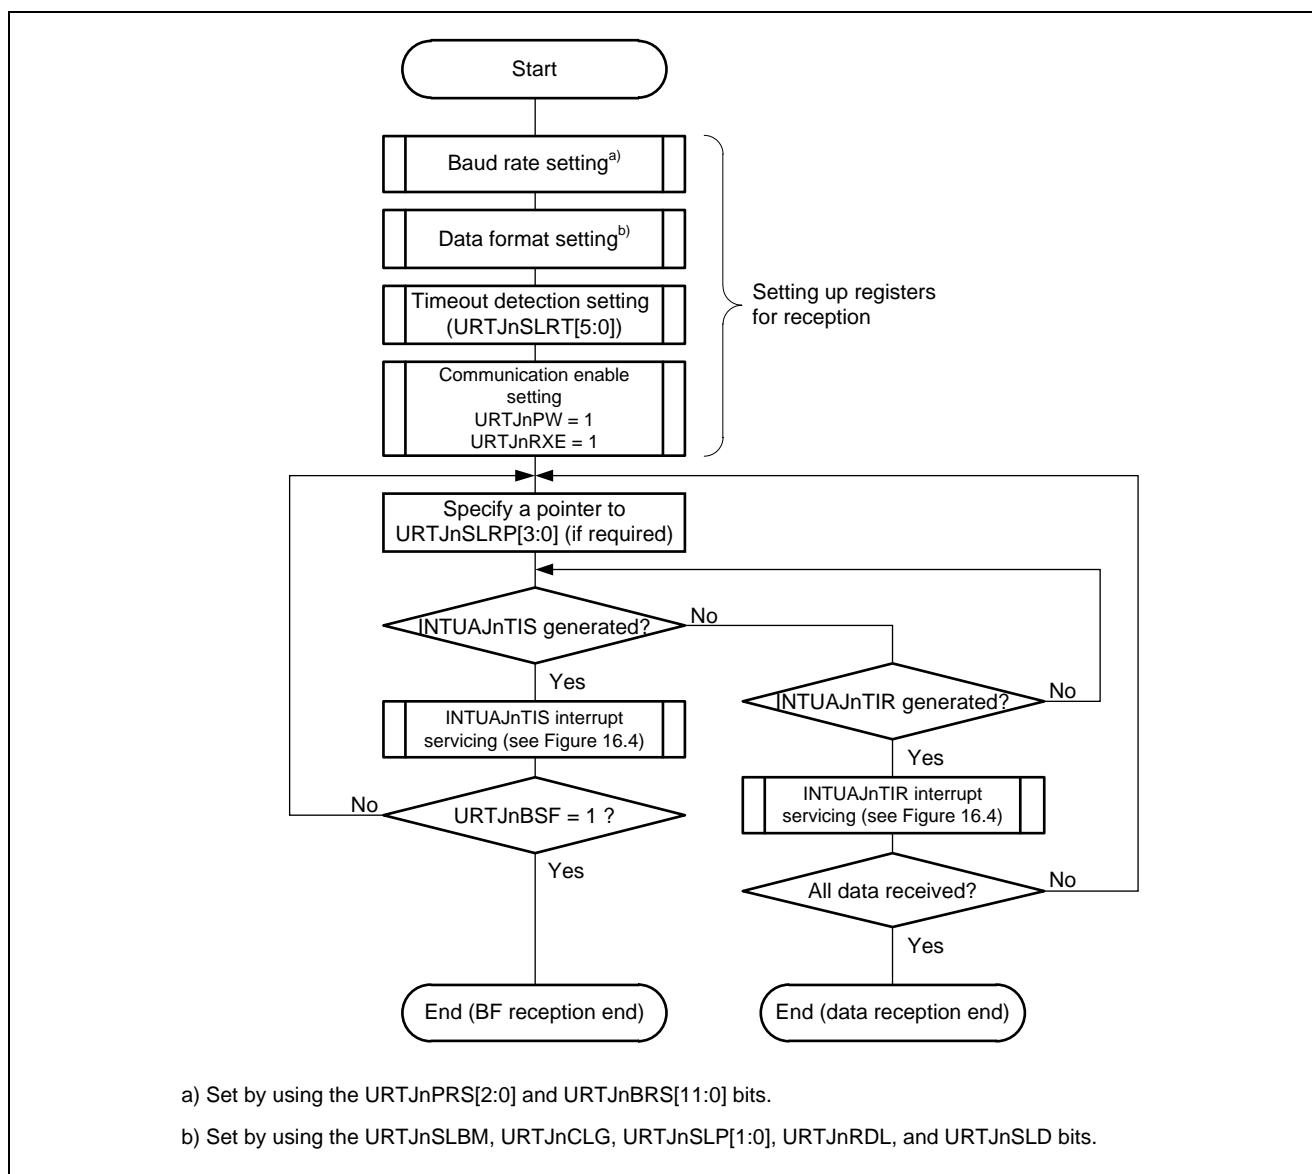 Start
Baud rate setting a)
Data format setting b)
Timeout detection setting
(URTJnSLRT[5:0])
Communication enable
setting
URTJnPW = 1
URTJnRXE = 1
Setting up registers
for reception
Specify a pointer to
URTJnSLRP[3:0] (if required)
INTUAJnTIS generated?
No
Yes
INTUAJnTIR generated?
No
Yes
INTUAJnTIS interrupt
servicing (see Figure 16.4)
INTUAJnTIR interrupt
servicing (see Figure 16.4)
No
URTJnBSF = 1 ?
Yes
All data received?
No
Yes
End (BF reception end)
End (data reception end)
a) Set by using the URTJnPRS[2:0] and URTJnBRS[11:0] bits.
b) Set by using the URTJnSLBM, URTJnCLG, URTJnSLP[1:0], URTJnRDL, and URTJnSLD bits.